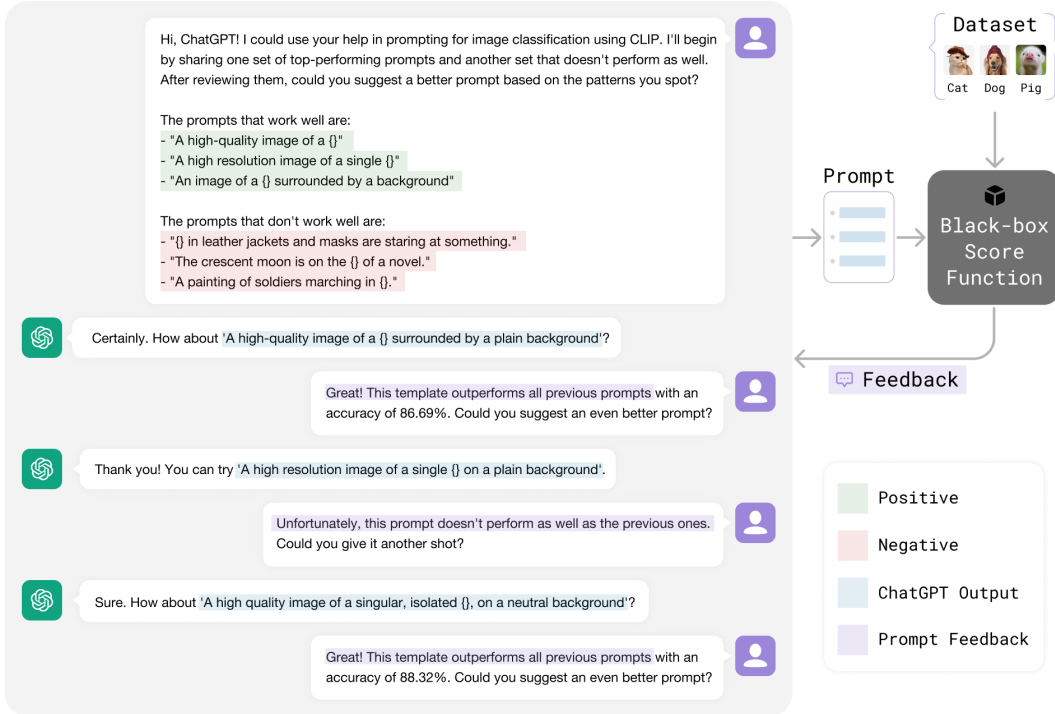 Hi, ChatGPT! I could use your help in prompting for image classification using CLIP. I'll begin
by sharing one set of top-performing prompts and another set that doesn't perform as well.
After reviewing them, could you suggest a better prompt based on the patterns you spot?
The prompts that work well are:
- "A high-quality image of a {}"
- "A high resolution image of a single {}"
- "An image of a {} surrounded by a background"
The prompts that don't work well are:
- "{} in leather jackets and masks are staring at something."
- "The crescent moon is on the {} of a novel."
- "A painting of soldiers marching in {}."
Certainly. How about 'A high-quality image of a {} surrounded by a plain background'?
Great! This template outperforms all previous prompts with an
accuracy of 86.69%. Could you suggest an even better prompt?
Thank you! You can try 'A high resolution image of a single {} on a plain background'.
Unfortunately, this prompt doesn't perform as well as the previous ones.
Could you give it another shot?
Sure. How about 'A high quality image of a singular, isolated {}, on a neutral background'?
Great! This template outperforms all previous prompts with an
accuracy of 88.32%. Could you suggest an even better prompt?
Dataset
Cat Dog Pig
Prompt
Black-box
Score
Function
Feedback
Positive
Negative
ChatGPT Output
Prompt Feedback